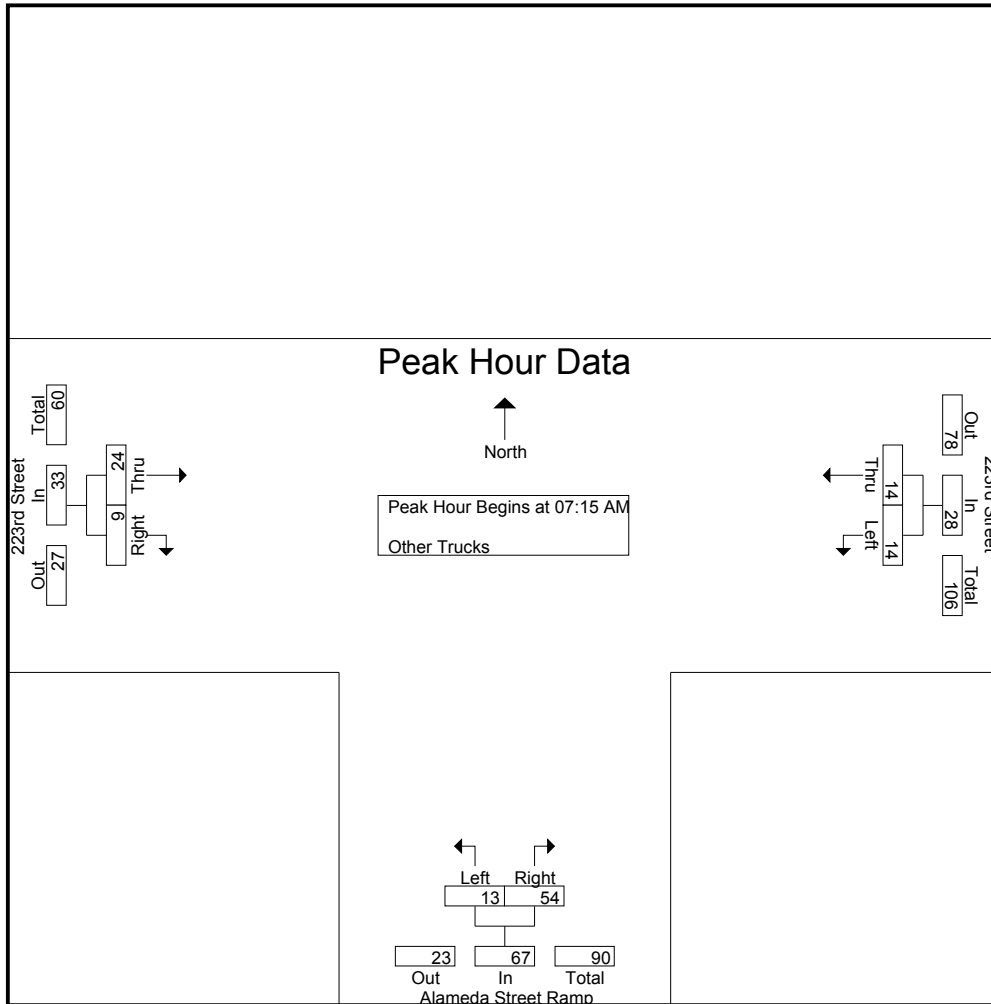 Peak Hour Data
North
Peak Hour Begins at 07:15 AM
Other Trucks
223rd Street
Out In Total
27 33 60
Right Thru
9 24
223rd Street
Out In Total
78 28 106
Thru Left
14 14
Left Right
13 54
23 67 90
Out In Total
Alameda Street Ramp